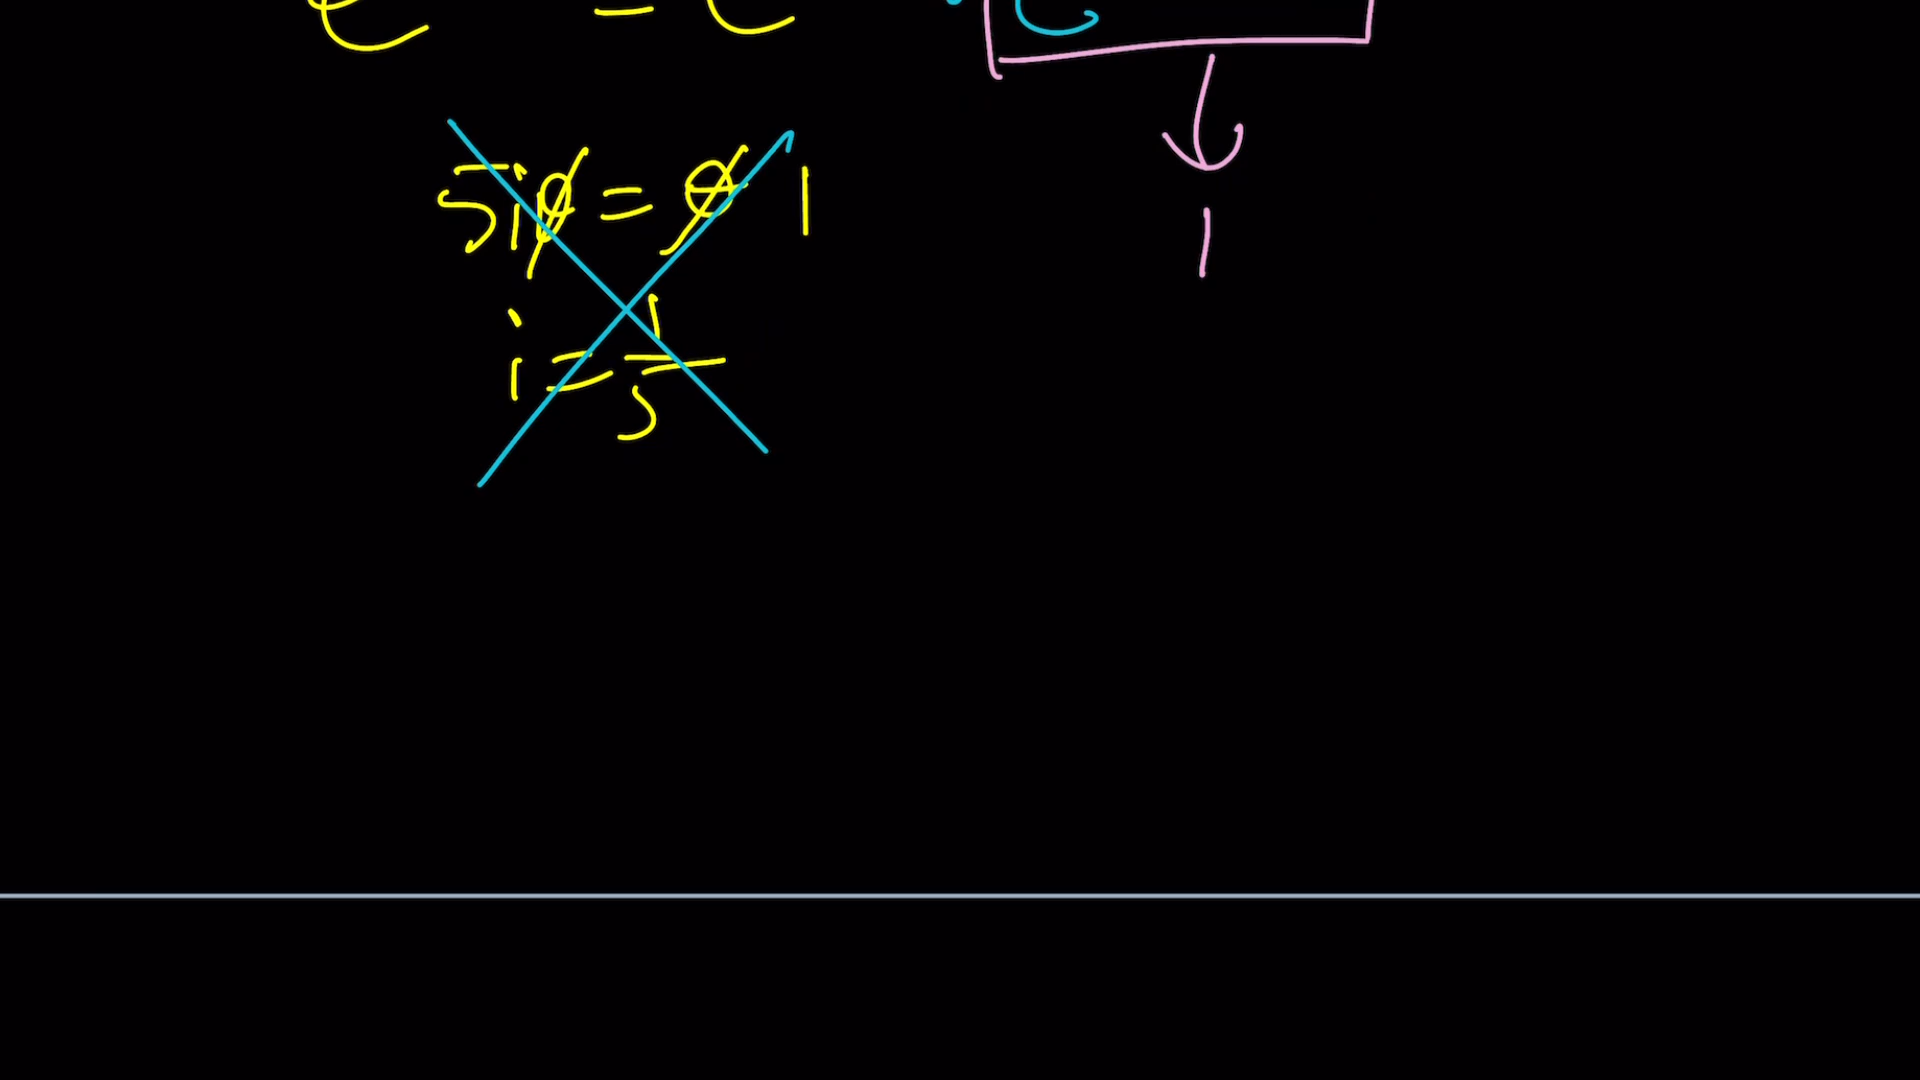 e = e · e
5iθ = θ 1
1
i = 1/5